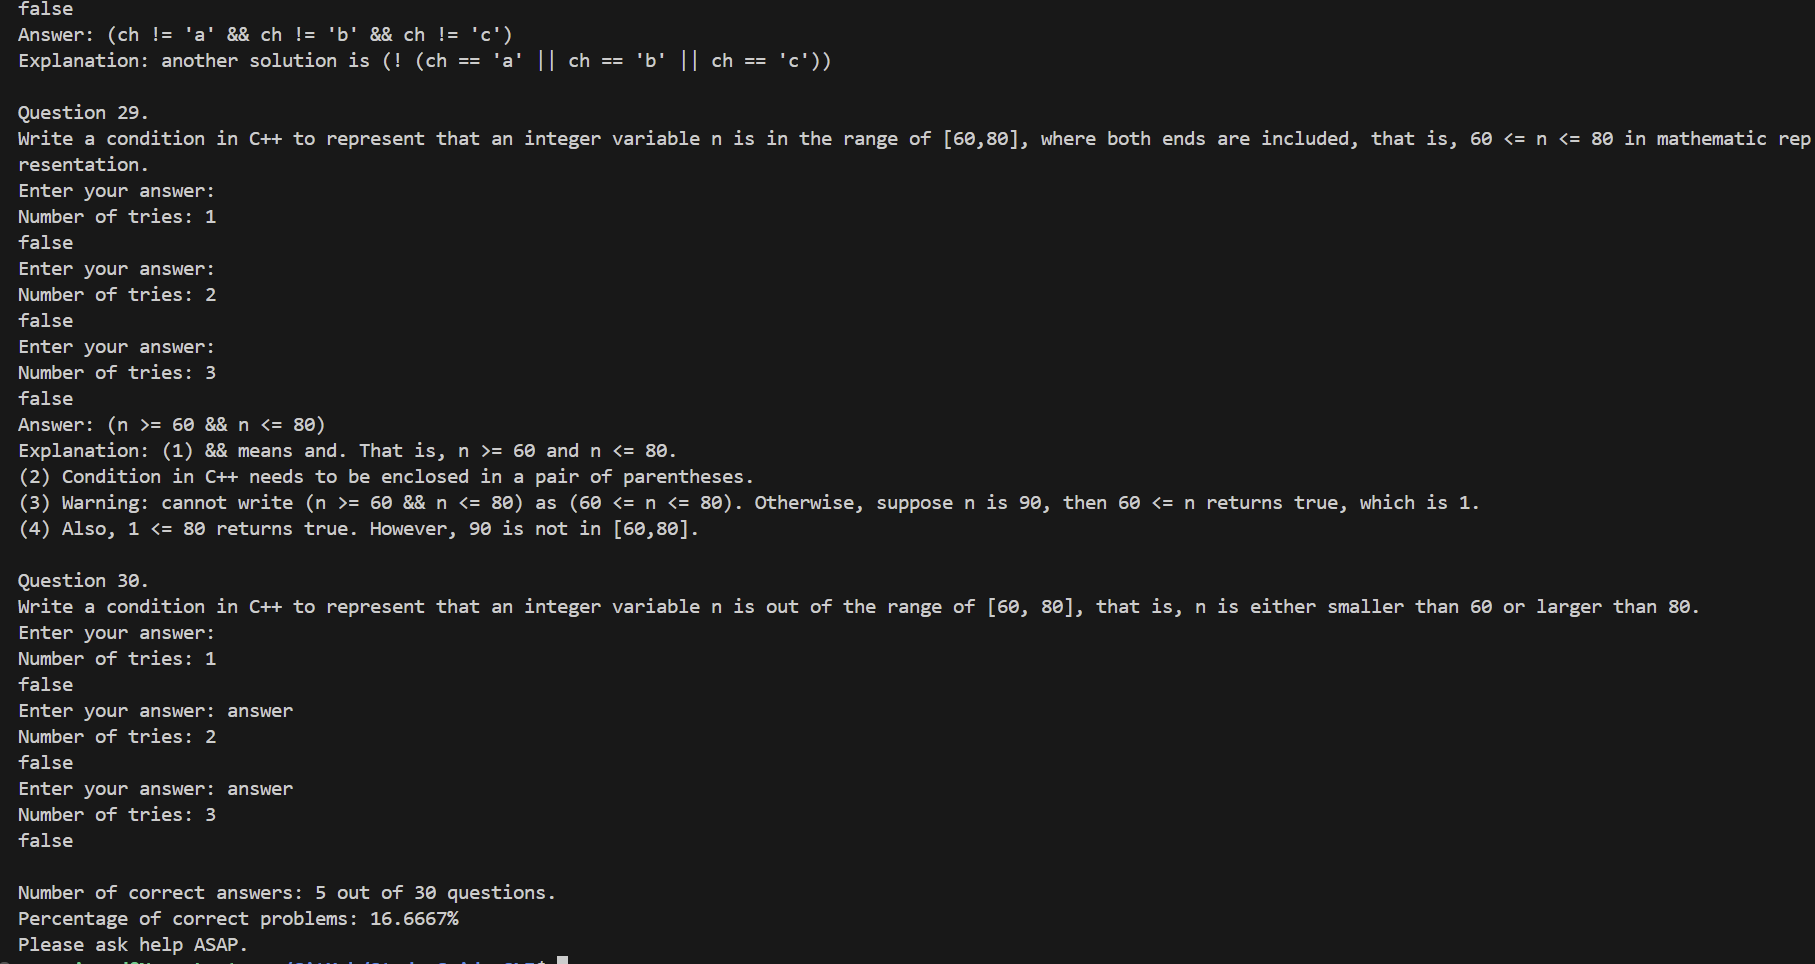 false
Answer: (ch != 'a' && ch != 'b' && ch != 'c')
Explanation: another solution is (! (ch == 'a' || ch == 'b' || ch == 'c'))
Question 29.
Write a condition in C++ to represent that an integer variable n is in the range of [60,80], where both ends are included, that is, 60 <= n <= 80 in mathematic rep
resentation.
Enter your answer:
Number of tries: 1
false
Enter your answer:
Number of tries: 2
false
Enter your answer:
Number of tries: 3
false
Answer: (n >= 60 && n <= 80)
Explanation: (1) && means and. That is, n >= 60 and n <= 80.
(2) Condition in C++ needs to be enclosed in a pair of parentheses.
(3) Warning: cannot write (n >= 60 && n <= 80) as (60 <= n <= 80). Otherwise, suppose n is 90, then 60 <= n returns true, which is 1.
(4) Also, 1 <= 80 returns true. However, 90 is not in [60,80].
Question 30.
Write a condition in C++ to represent that an integer variable n is out of the range of [60, 80], that is, n is either smaller than 60 or larger than 80.
Enter your answer:
Number of tries: 1
false
Enter your answer: answer
Number of tries: 2
false
Enter your answer: answer
Number of tries: 3
false
Number of correct answers: 5 out of 30 questions.
Percentage of correct problems: 16.6667%
Please ask help ASAP.